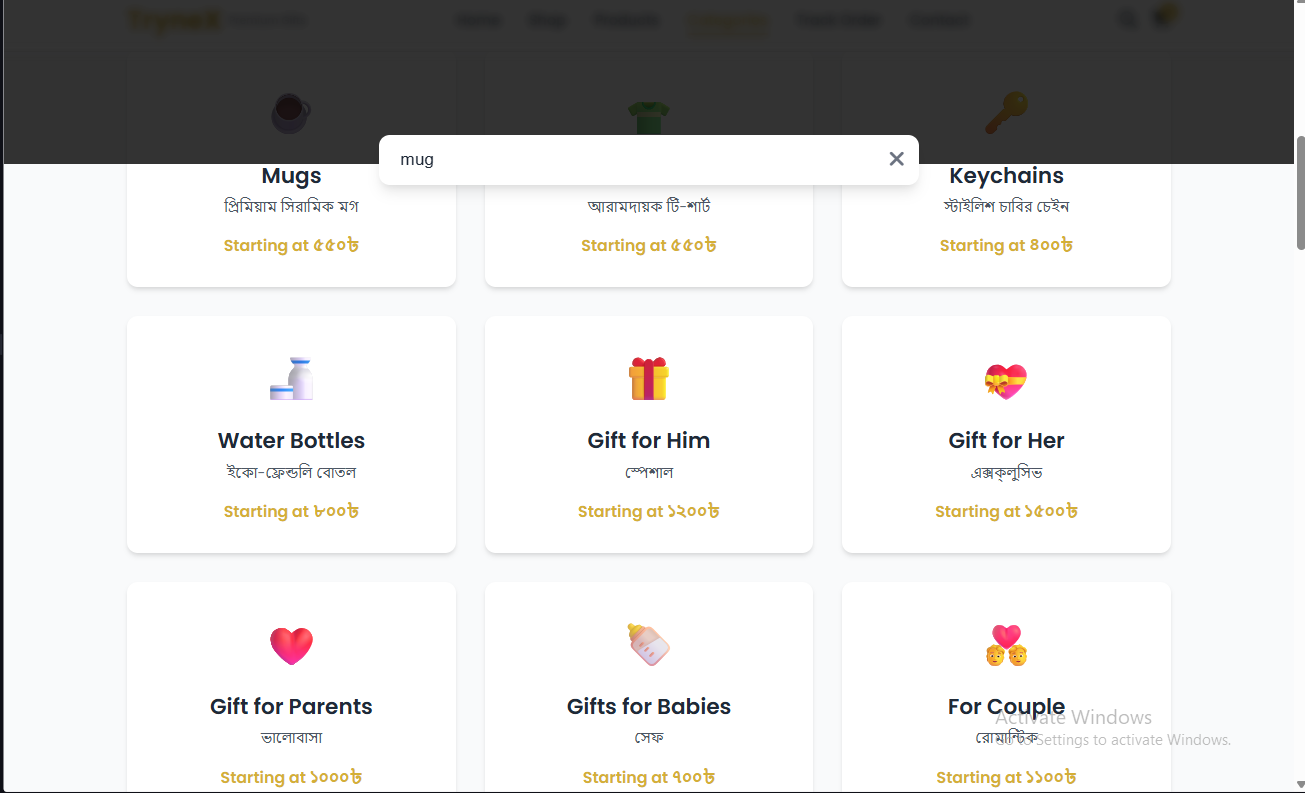 TryneX
Home Shop Products Categories Track Order Contact
mug
Mugs
প্রিমিয়াম সিরামিক মগ
Starting at ৫৫০৳
আরামদায়ক টি-শার্ট
Starting at ৫৫০৳
Keychains
স্টাইলিশ চাবির চেইন
Starting at ৪০০৳
Water Bottles
ইকো-ফ্রেন্ডলি বোতল
Starting at ৮০০৳
Gift for Him
স্পেশাল
Starting at ১২০০৳
Gift for Her
এক্সক্লুসিভ
Starting at ১৫০০৳
Gift for Parents
ভালোবাসা
Starting at ১০০০৳
Gifts for Babies
সেফ
Starting at ৭০০৳
For Couple
রোমান্টিক
Starting at ১১০০৳
Activate Windows
Go to Settings to activate Windows.